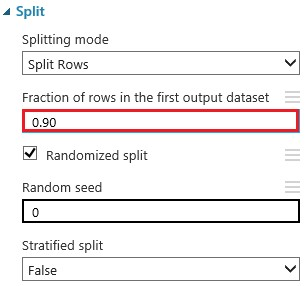 Split
Splitting mode
Split Rows
Fraction of rows in the first output dataset
0.90
Randomized split
Random seed
0
Stratified split
False